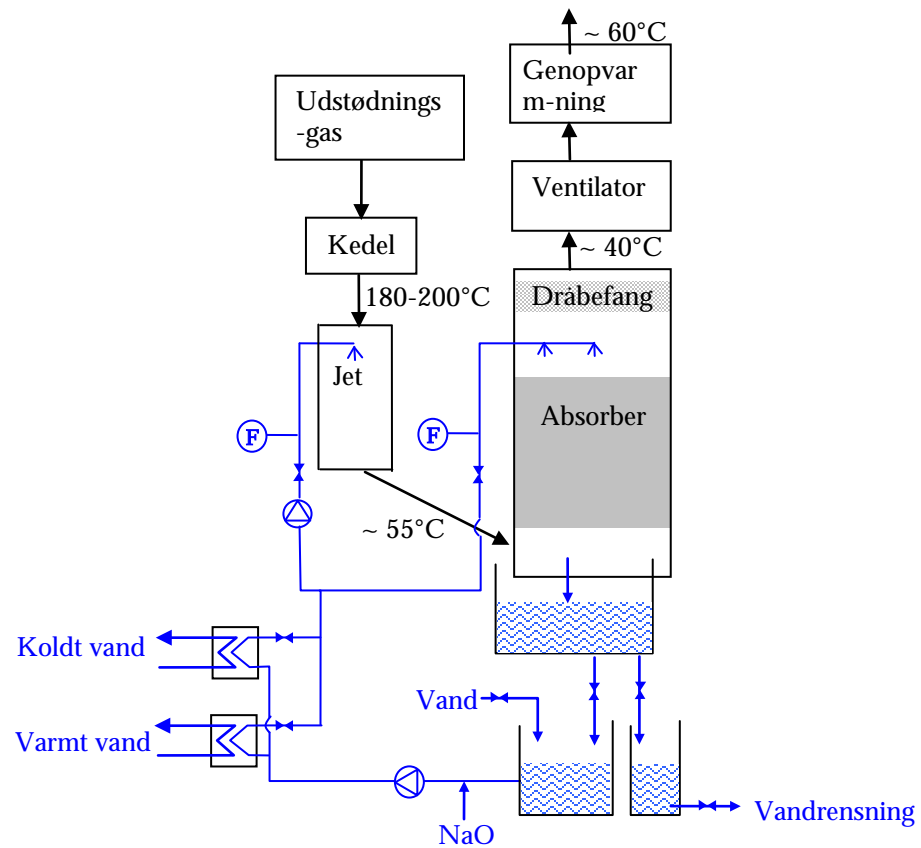 ~ 60°C
Genopvar
m-ning
Udstødnings
-gas
Ventilator
Kedel
~ 40°C
180-200°C
Dråbefang
Jet
Absorber
F
F
~ 55°C
Koldt vand
Vand
Varmt vand
Vandrensning
NaO